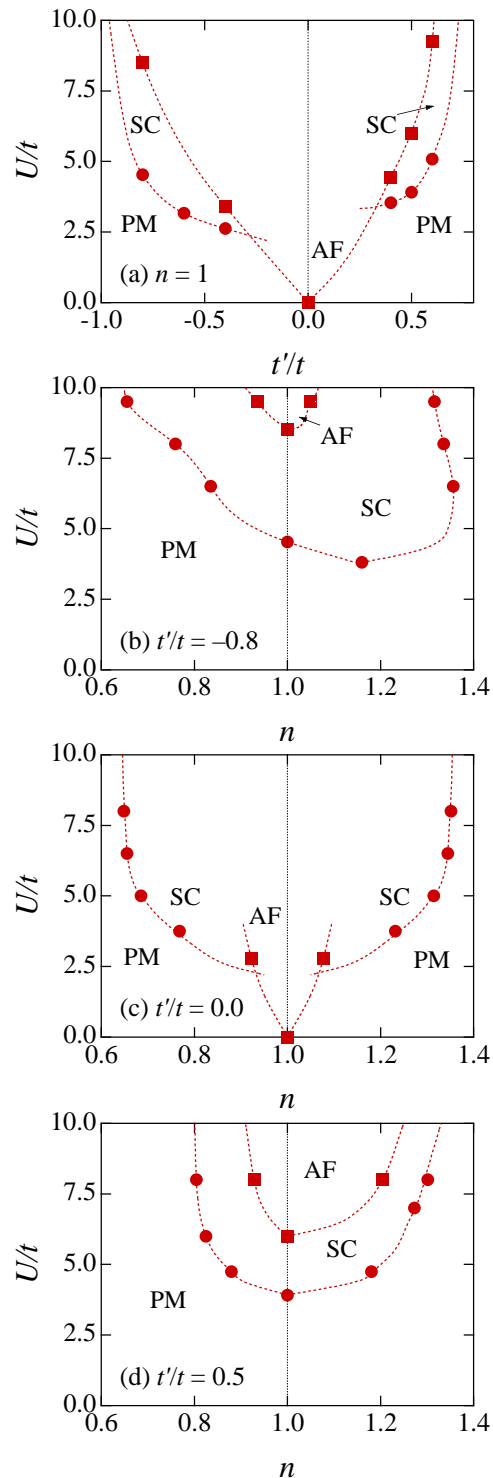 10.0
7.5
SC
SC
U/t
5.0
PM
PM
2.5
AF
(a) n = 1
0.0
-1.0 -0.5 0.0 0.5
t'/t
10.0
7.5
AF
U/t
5.0
SC
PM
2.5
(b) t'/t = –0.8
0.0
0.6 0.8 1.0 1.2 1.4
n
10.0
7.5
U/t
5.0
SC SC
AF
PM PM
2.5
(c) t'/t = 0.0
0.0
0.6 0.8 1.0 1.2 1.4
n
10.0
7.5
AF
U/t
5.0
SC
PM
2.5
(d) t'/t = 0.5
0.0
0.6 0.8 1.0 1.2 1.4
n